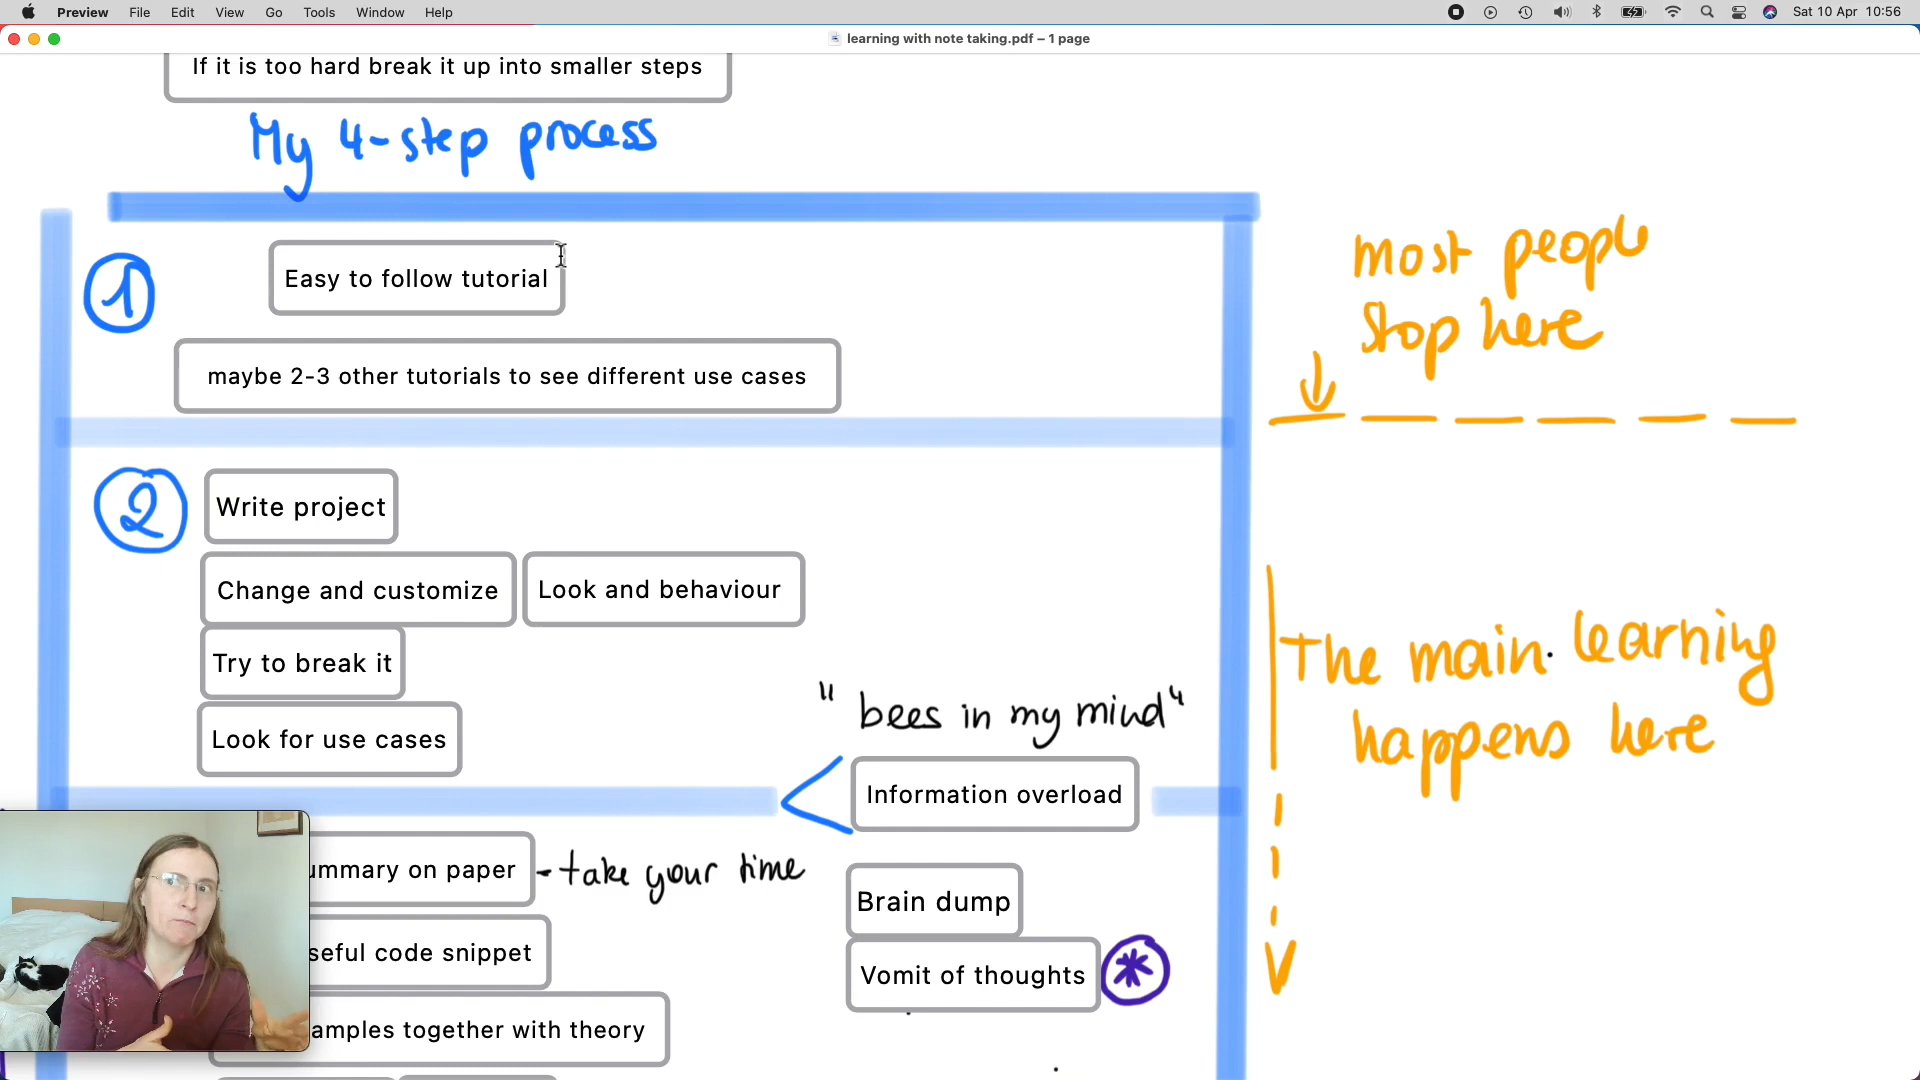 Preview File Edit View Go Tools Window Help Sat 10 Apr 10:56
learning with note taking.pdf – 1 page
If it is too hard break it up into smaller steps
My 4-step process
1
Easy to follow tutorial
maybe 2-3 other tutorials to see different use cases
most people
stop here
2
Write project
Change and customize
Look and behaviour
Try to break it
Look for use cases
"bees in my mind"
Information overload
The main learning
happens here
ummary on paper
- take your time
Brain dump
seful code snippet
Vomit of thoughts
amples together with theory